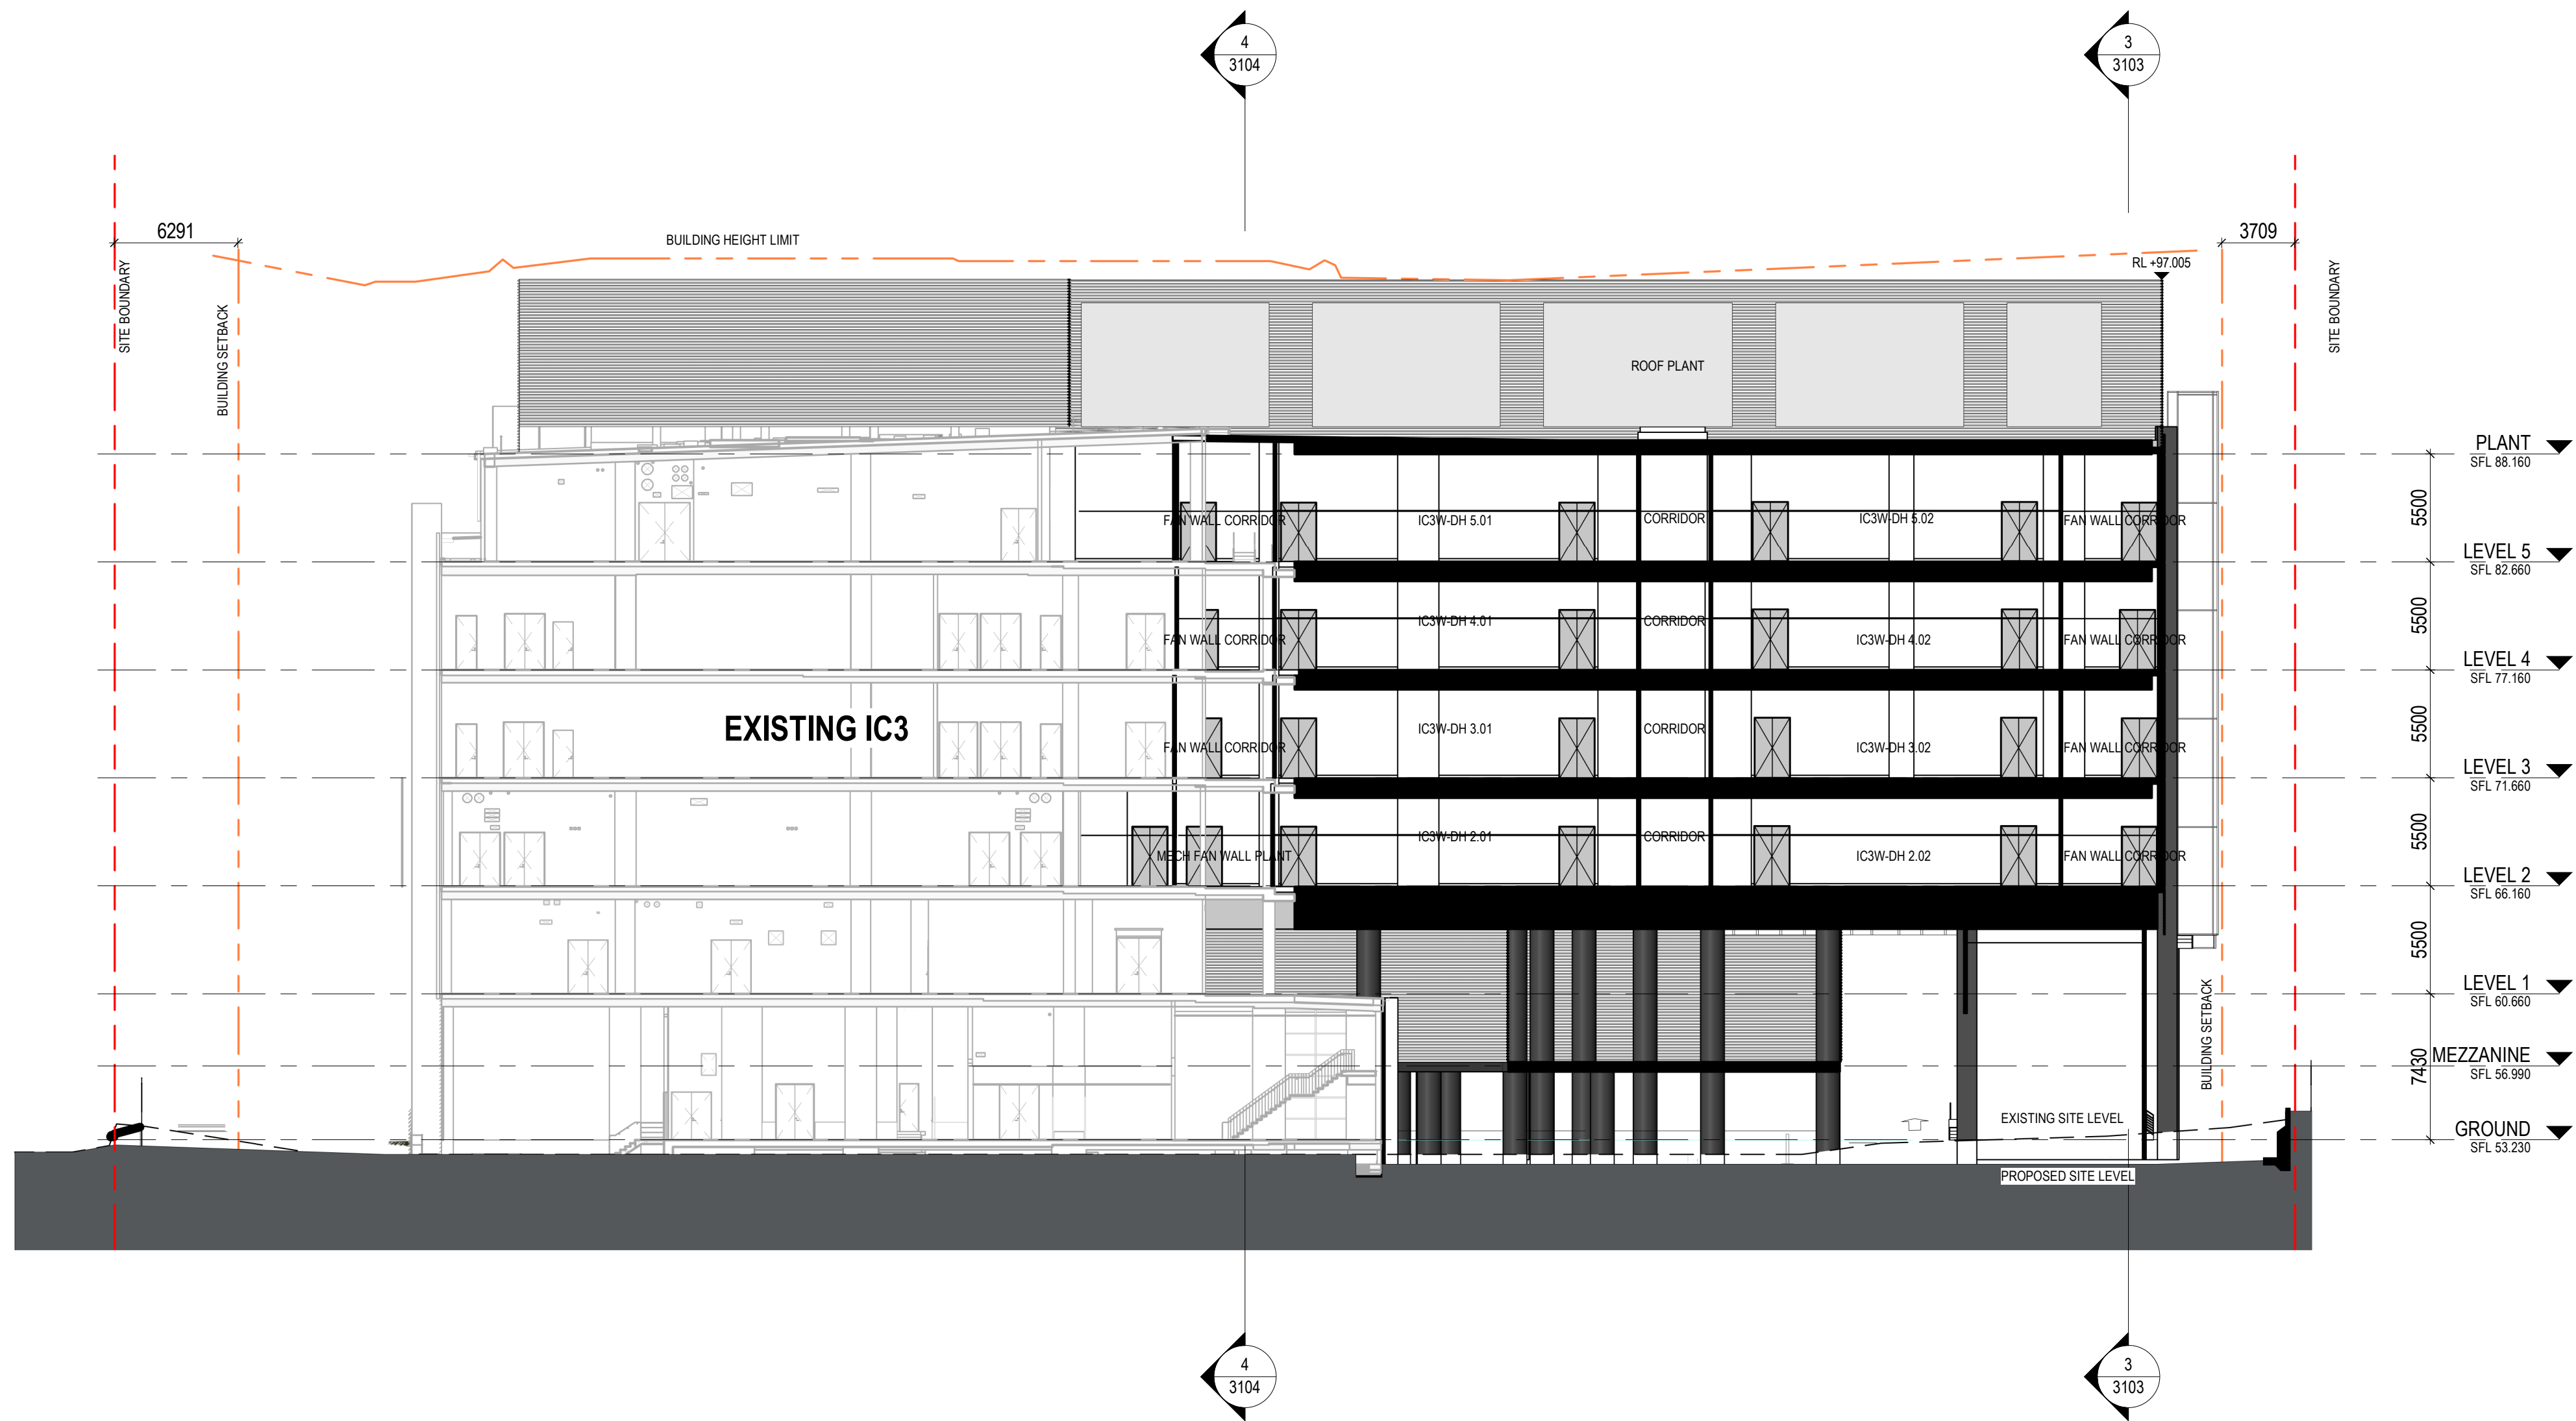 4
3104
3
3103
6291
BUILDING HEIGHT LIMIT
3709
RL +97.005
SITE BOUNDARY
BUILDING SETBACK
SITE BOUNDARY
ROOF PLANT
PLANT
SFL 88.160
5500
FAN WALL CORRIDOR
IC3W-DH 5.01
CORRIDOR
IC3W-DH 5.02
FAN WALL CORRIDOR
LEVEL 5
SFL 82.660
5500
FAN WALL CORRIDOR
IC3W-DH 4.01
CORRIDOR
IC3W-DH 4.02
FAN WALL CORRIDOR
LEVEL 4
SFL 77.160
5500
EXISTING IC3
FAN WALL CORRIDOR
IC3W-DH 3.01
CORRIDOR
IC3W-DH 3.02
FAN WALL CORRIDOR
LEVEL 3
SFL 71.660
5500
MECH FAN WALL PLANT
IC3W-DH 2.01
CORRIDOR
IC3W-DH 2.02
FAN WALL CORRIDOR
LEVEL 2
SFL 66.160
5500
LEVEL 1
SFL 60.660
BUILDING SETBACK
7430
MEZZANINE
SFL 56.990
EXISTING SITE LEVEL
GROUND
SFL 53.230
PROPOSED SITE LEVEL
4
3104
3
3103